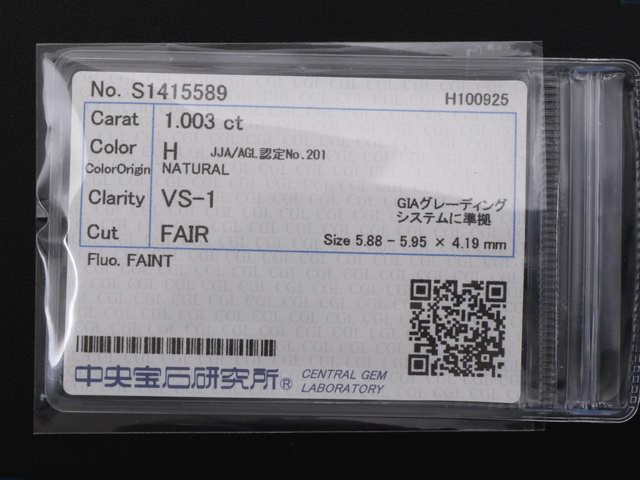 No. S1415589
H100925
Carat 1.003 ct
Color H JJA/AGL認定No.201
ColorOrigin NATURAL
Clarity VS-1
GIAグレーディング
システムに準拠
Cut FAIR Size 5.88 - 5.95 × 4.19 mm
Fluo. FAINT
中央宝石研究所® CENTRAL GEM
LABORATORY